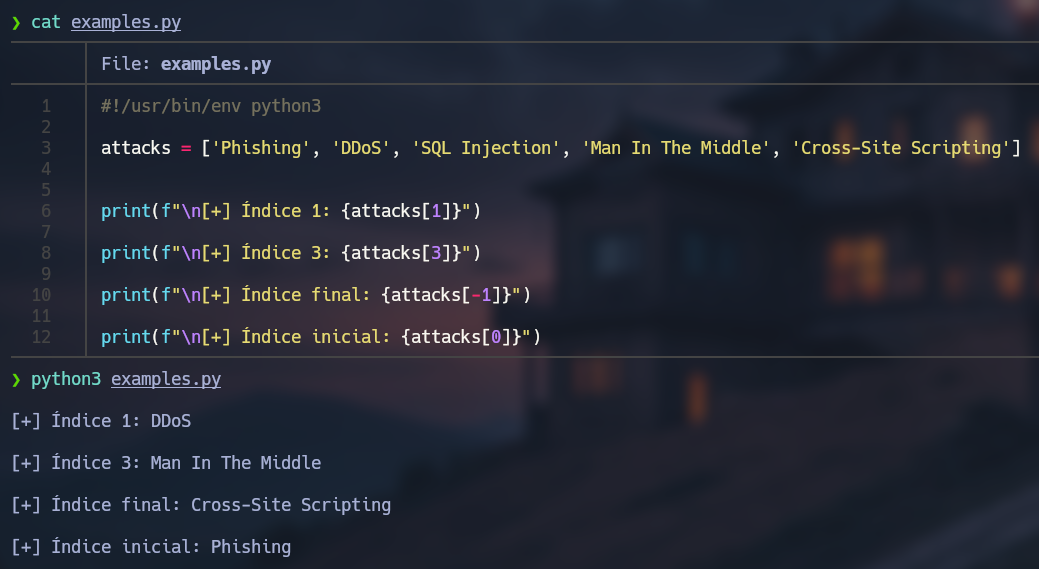 ❯ cat examples.py
File: examples.py
1 #!/usr/bin/env python3
2
3 attacks = ['Phishing', 'DDoS', 'SQL Injection', 'Man In The Middle', 'Cross-Site Scripting']
4
5
6 print(f"\n[+] Índice 1: {attacks[1]}")
7
8 print(f"\n[+] Índice 3: {attacks[3]}")
9
10 print(f"\n[+] Índice final: {attacks[-1]}")
11
12 print(f"\n[+] Índice inicial: {attacks[0]}")
❯ python3 examples.py
[+] Índice 1: DDoS
[+] Índice 3: Man In The Middle
[+] Índice final: Cross-Site Scripting
[+] Índice inicial: Phishing